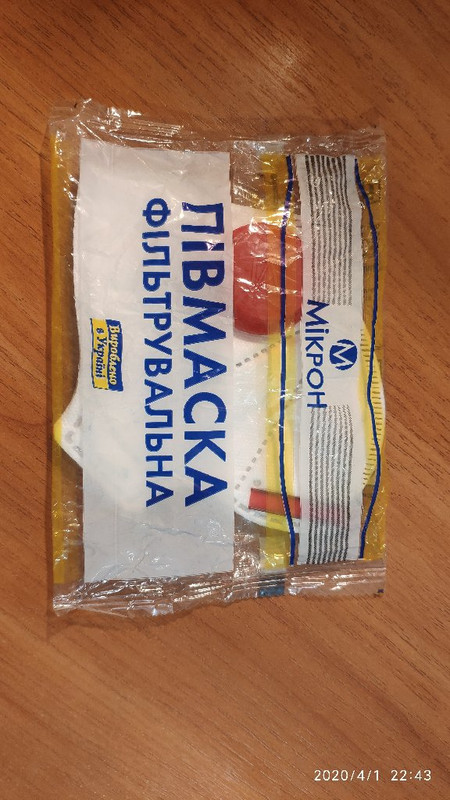 Мікрон
ПІВМАСКА
ФІЛЬТРУВАЛЬНА
Вироблено
в Україні
2020/4/1 22:43